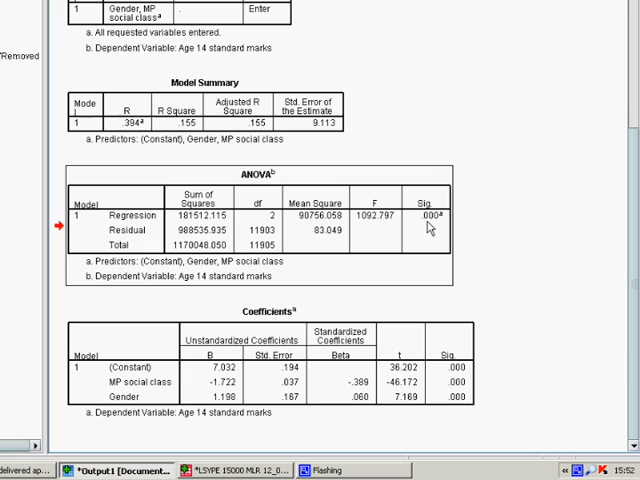 1 Gender, MP social class^a . Enter
a. All requested variables entered.
b. Dependent Variable: Age 14 standard marks
'Removed
Model Summary
Mode l R R Square Adjusted R Square Std. Error of the Estimate
1 .394^a .155 .155 9.113
a. Predictors: (Constant), Gender, MP social class
ANOVA^b
Model Sum of Squares df Mean Square F Sig.
1 Regression 181512.115 2 90756.058 1092.797 .000^a
Residual 988535.935 11903 83.049
Total 1170048.050 11905
a. Predictors: (Constant), Gender, MP social class
b. Dependent Variable: Age 14 standard marks
Coefficients^a
Unstandardized Coefficients Standardized Coefficients
Model B Std. Error Beta t Sig.
1 (Constant) 7.032 .194 36.202 .000
MP social class -1.722 .037 -.389 -46.172 .000
Gender 1.198 .167 .060 7.169 .000
a. Dependent Variable: Age 14 standard marks
delivered ap... *Output1 [Document... *LSYPE 15000 MLR 12_0... Flashing « 15:52